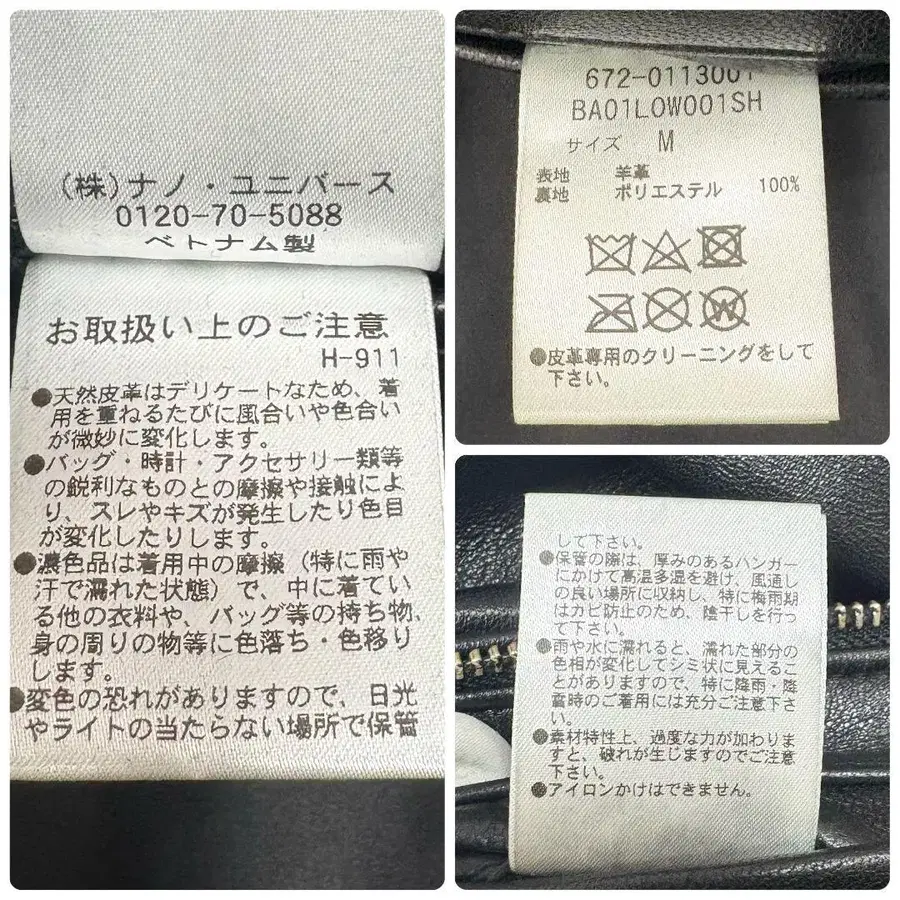 (株)ナノ・ユニバース
0120-70-5088
ベトナム製
お取扱い上のご注意
H-911
●天然皮革はデリケートなため、着
用を重ねるたびに風合いや色合い
が微妙に変化します。
●バッグ・時計・アクセサリー類等
の鋭利なものとの摩擦や接触によ
り、スレやキズが発生したり色目
が変化したりします。
●濃色品は着用中の摩擦(特に雨や
汗で濡れた状態)で、中に着てい
る他の衣料や、バッグ等の持ち物、
身の周りの物等に色落ち・色移り
します。
●変色の恐れがありますので、日光
やライトの当たらない場所で保管
672-0113001
BA01LOW001SH
サイズ M
表地 羊革
裏地 ポリエステル 100%
●皮革専用のクリーニングをして
下さい。
して下さい。
●保管の際は、厚みのあるハンガー
にかけて高温多湿を避け、風通し
の良い場所に収納し、特に梅雨期
はカビ防止のため、陰干しを行っ
て下さい。
●雨や水に濡れると、濡れた部分の
色相が変化してシミ状に見えるこ
とがありますので、特に降雨・降
雪時のご着用には充分ご注意下さ
い。
●素材特性上、過度な力が加わりま
すと、破れが生じますのでご注意
下さい。
●アイロンかけはできません。